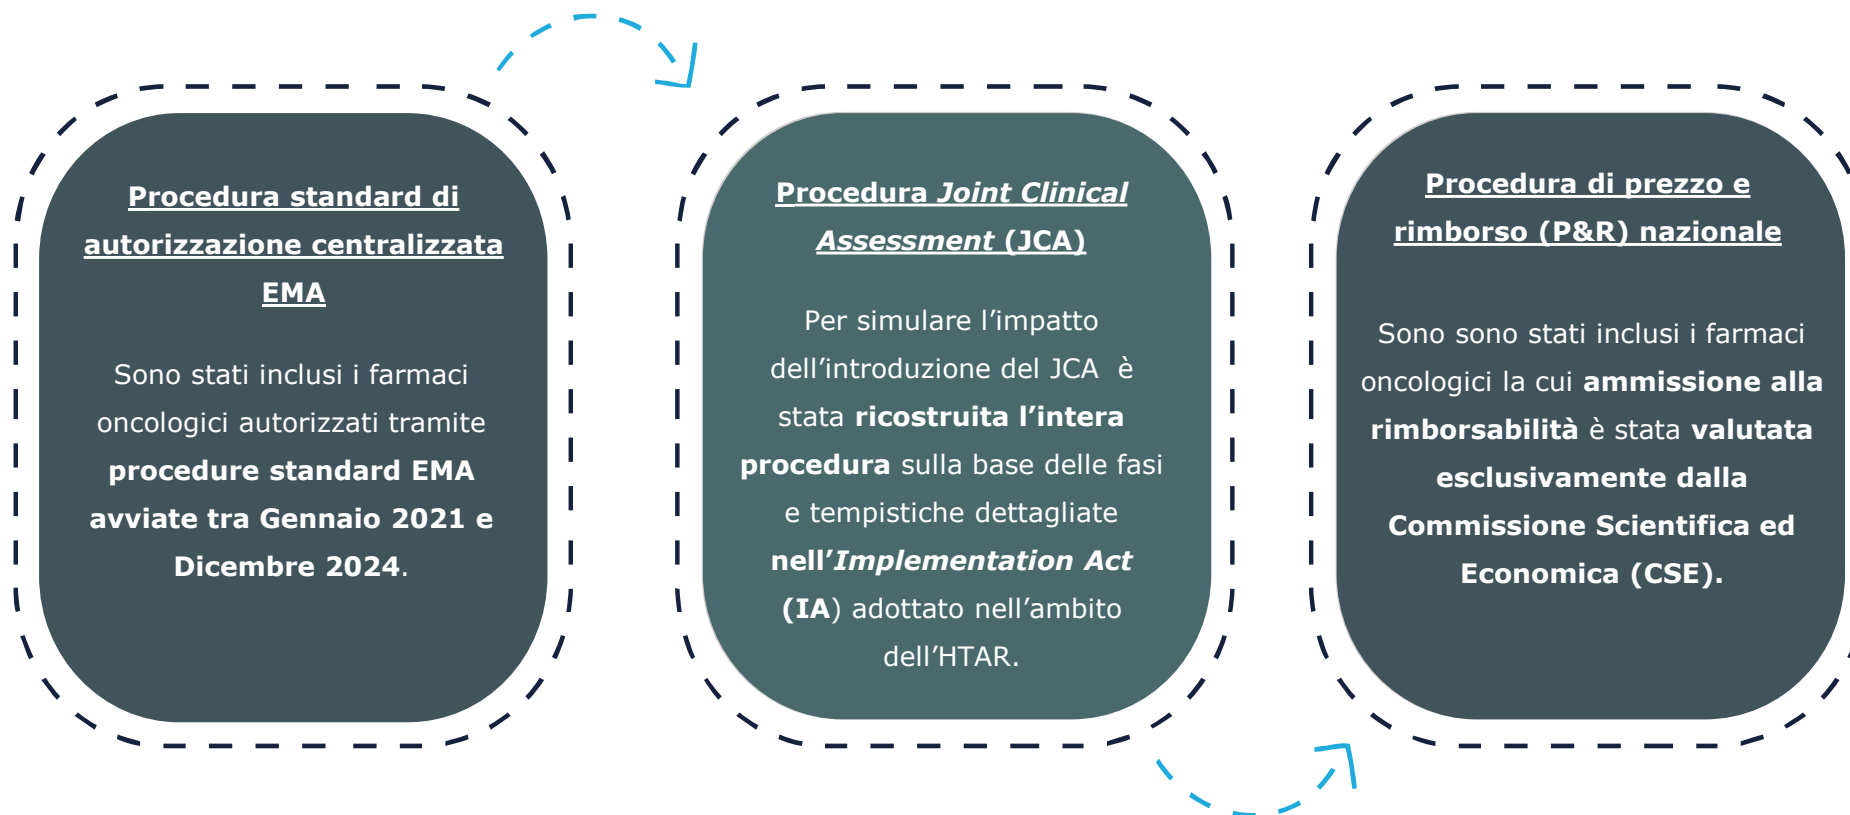 Procedura standard di
autorizzazione centralizzata
EMA
Sono stati inclusi i farmaci
oncologici autorizzati tramite
procedure standard EMA
avviate tra Gennaio 2021 e
Dicembre 2024.
Procedura Joint Clinical
Assessment (JCA)
Per simulare l’impatto
dell’introduzione del JCA è
stata ricostruita l’intera
procedura sulla base delle fasi
e tempistiche dettagliate
nell’Implementation Act
(IA) adottato nell’ambito
dell’HTAR.
Procedura di prezzo e
rimborso (P&R) nazionale
Sono sono stati inclusi i farmaci
oncologici la cui ammissione alla
rimborsabilità è stata valutata
esclusivamente dalla
Commissione Scientifica ed
Economica (CSE).